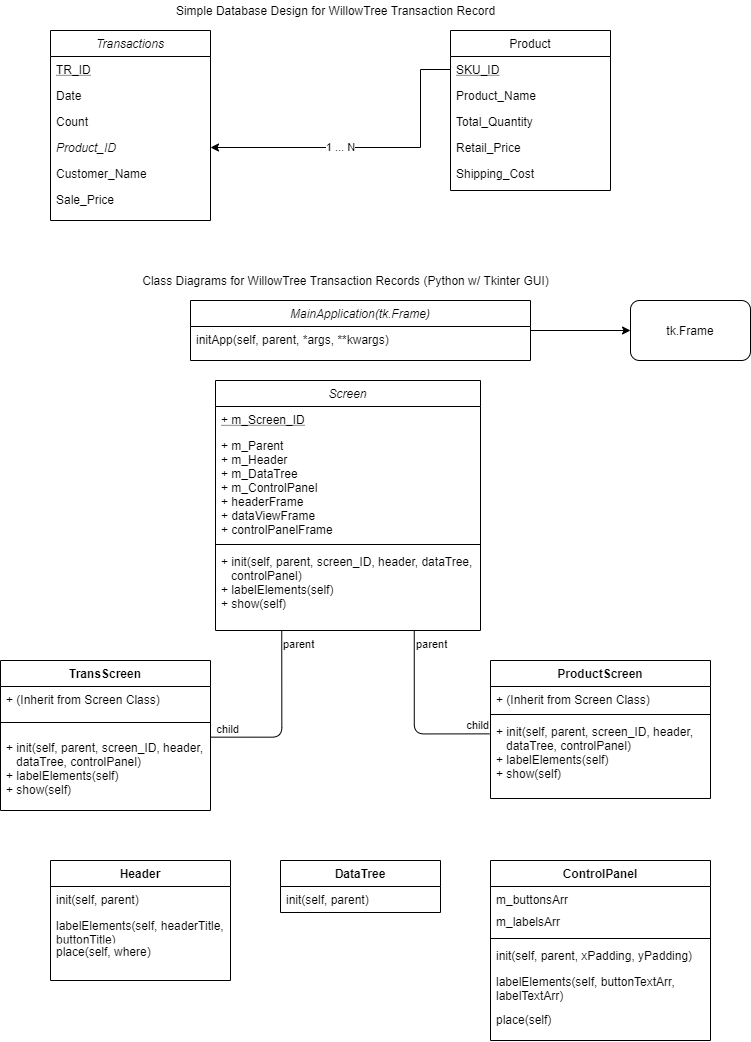 Simple Database Design for WillowTree Transaction Record
Transactions
TR_ID
Date
Count
Product_ID
Customer_Name
Sale_Price
1 ... N
Product
SKU_ID
Product_Name
Total_Quantity
Retail_Price
Shipping_Cost
Class Diagrams for WillowTree Transaction Records (Python w/ Tkinter GUI)
MainApplication(tk.Frame)
initApp(self, parent, *args, **kwargs)
tk.Frame
Screen
+ m_Screen_ID
+ m_Parent
+ m_Header
+ m_DataTree
+ m_ControlPanel
+ headerFrame
+ dataViewFrame
+ controlPanelFrame
+ init(self, parent, screen_ID, header, dataTree,
controlPanel)
+ labelElements(self)
+ show(self)
parent
parent
child
child
TransScreen
+ (Inherit from Screen Class)
+ init(self, parent, screen_ID, header,
dataTree, controlPanel)
+ labelElements(self)
+ show(self)
ProductScreen
+ (Inherit from Screen Class)
+ init(self, parent, screen_ID, header,
dataTree, controlPanel)
+ labelElements(self)
+ show(self)
Header
init(self, parent)
labelElements(self, headerTitle,
buttonTitle)
place(self, where)
DataTree
init(self, parent)
ControlPanel
m_buttonsArr
m_labelsArr
init(self, parent, xPadding, yPadding)
labelElements(self, buttonTextArr,
labelTextArr)
place(self)